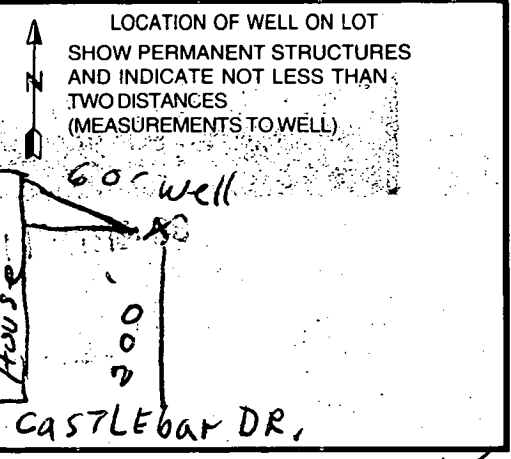 LOCATION OF WELL ON LOT
SHOW PERMANENT STRUCTURES
AND INDICATE NOT LESS THAN
TWO DISTANCES
(MEASUREMENTS TO WELL)
N
60'
well
House
200'
CASTLEbar DR.